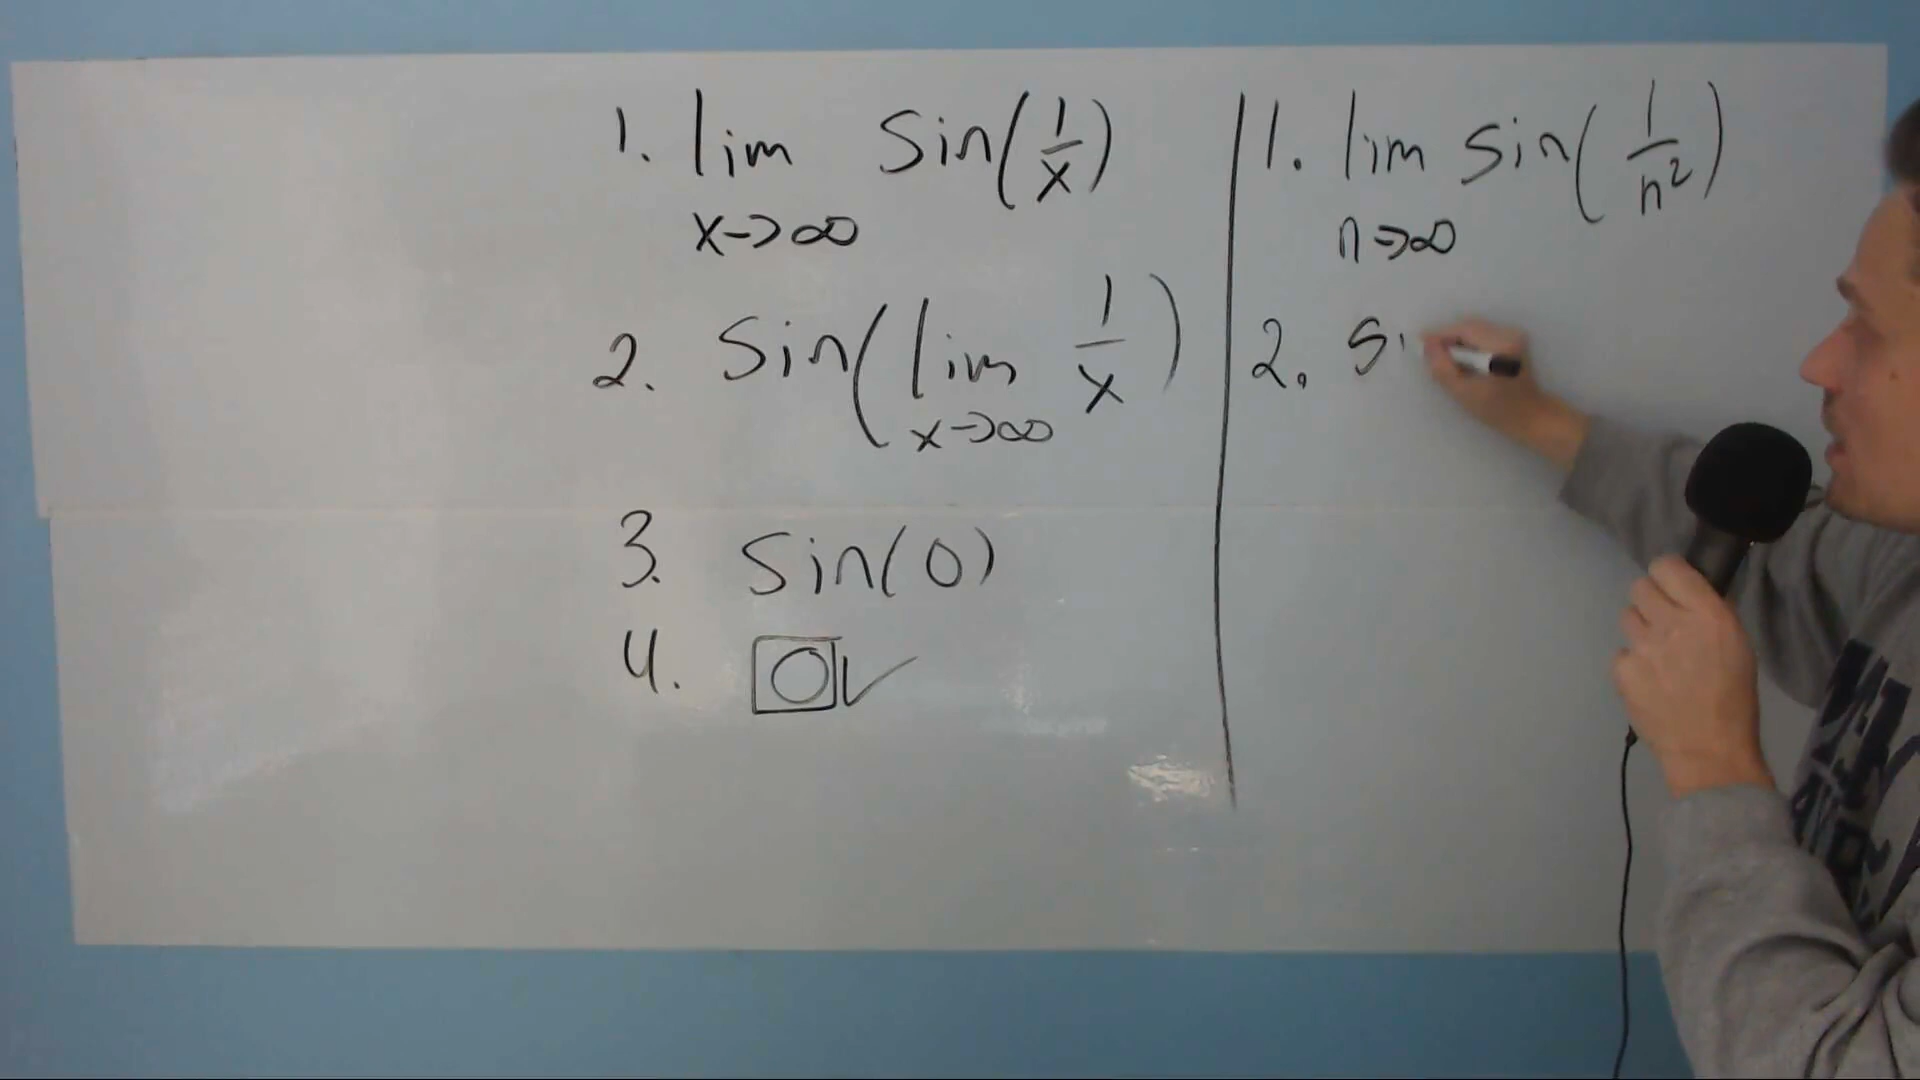 1. lim sin(1/x)
x->∞
2. sin(lim 1/x)
x->∞
3. sin(0)
4. 0✓
1. lim sin(1/n²)
n->∞
2. si